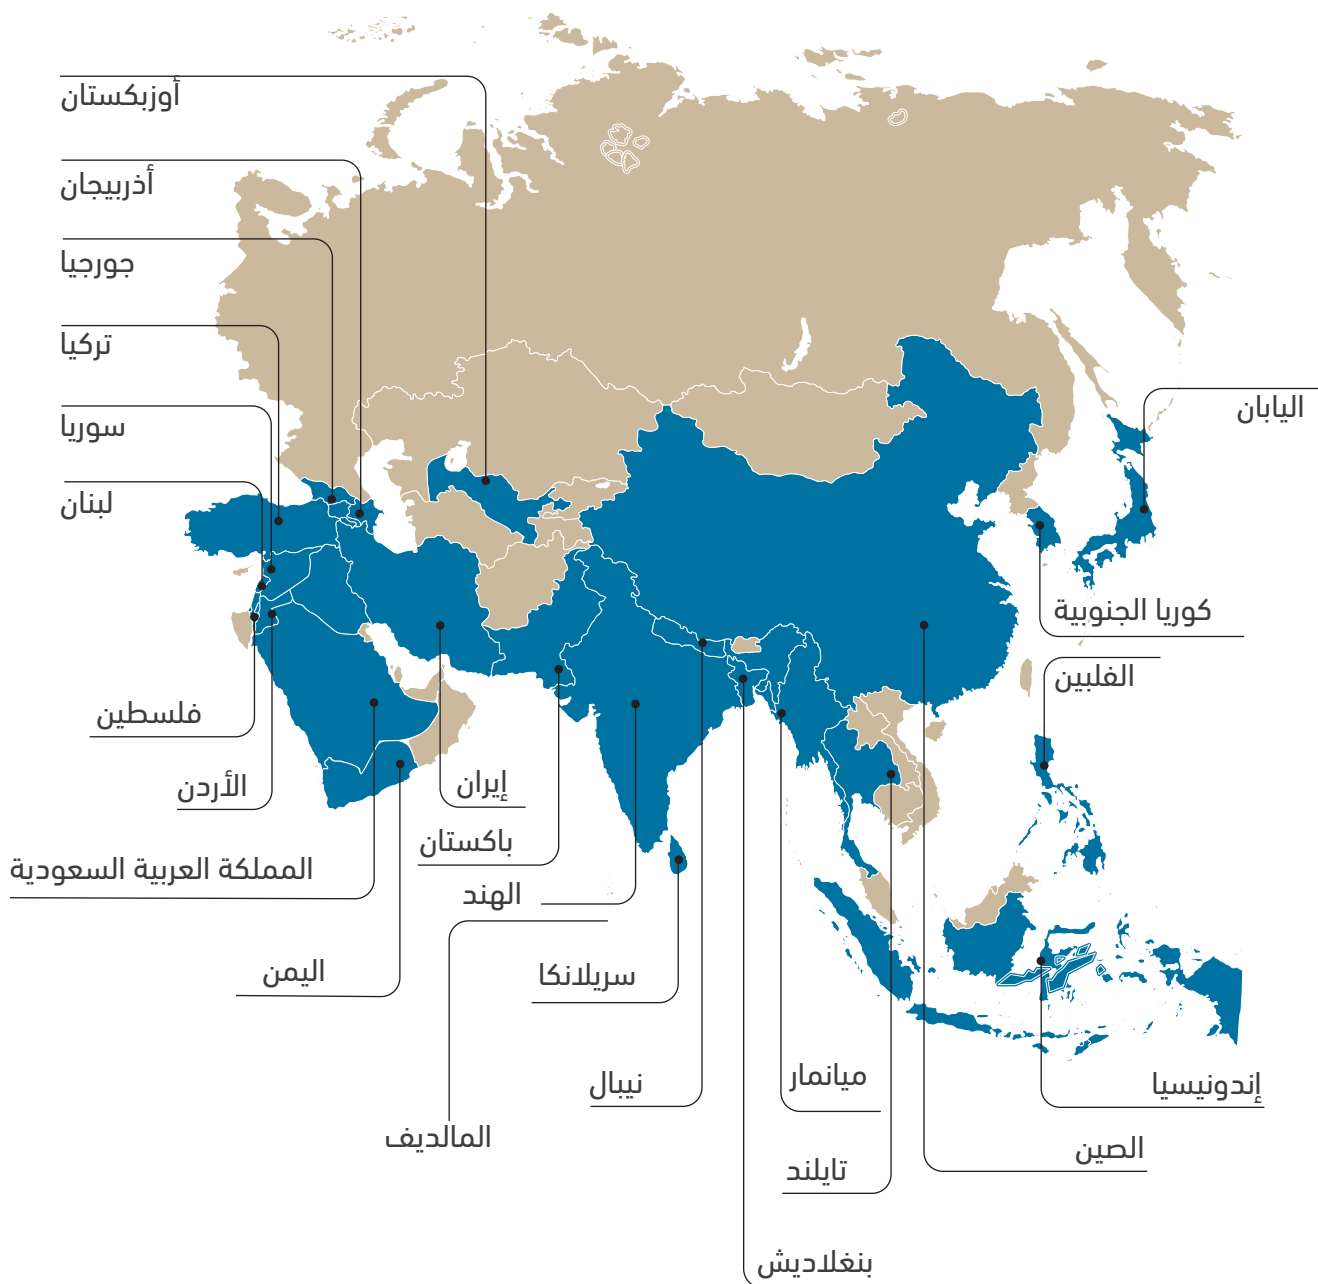 أوزبكستان
أذربيجان
جورجيا
تركيا
سوريا
لبنان
اليابان
كوريا الجنوبية
الفلبين
فلسطين
الأردن
إيران
باكستان
المملكة العربية السعودية
الهند
اليمن
سريلانكا
نيبال
ميانمار
إندونيسيا
المالديف
تايلند
الصين
بنغلاديش